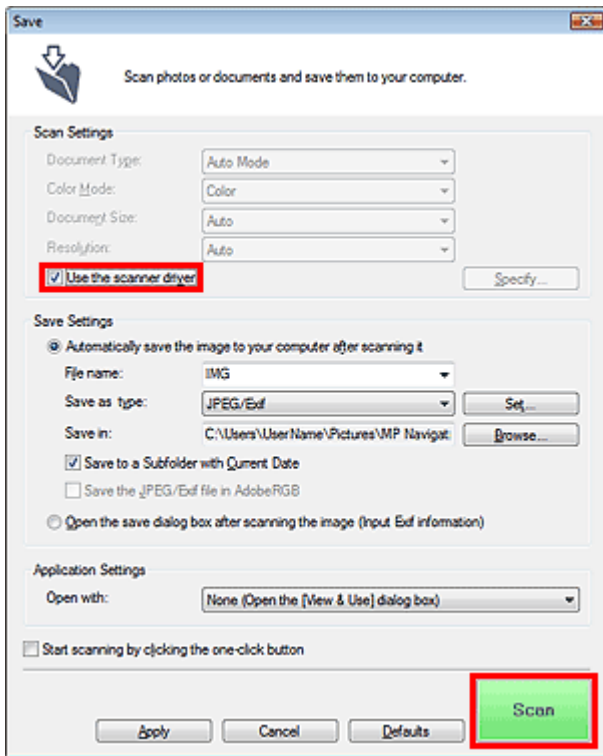 Save
Scan photos or documents and save them to your computer.
Scan Settings
Document Type: Auto Mode
Color Mode: Color
Document Size: Auto
Resolution: Auto
Use the scanner driver Specify...
Save Settings
Automatically save the image to your computer after scanning it
File name: IMG
Save as type: JPEG/Exif Set...
Save in: C:\Users\UserName\Pictures\MP Navigat Browse...
Save to a Subfolder with Current Date
Save the JPEG/Exif file in AdobeRGB
Open the save dialog box after scanning the image (Input Exif information)
Application Settings
Open with: None (Open the [View & Use] dialog box)
Start scanning by clicking the one-click button
Scan
Apply Cancel Defaults